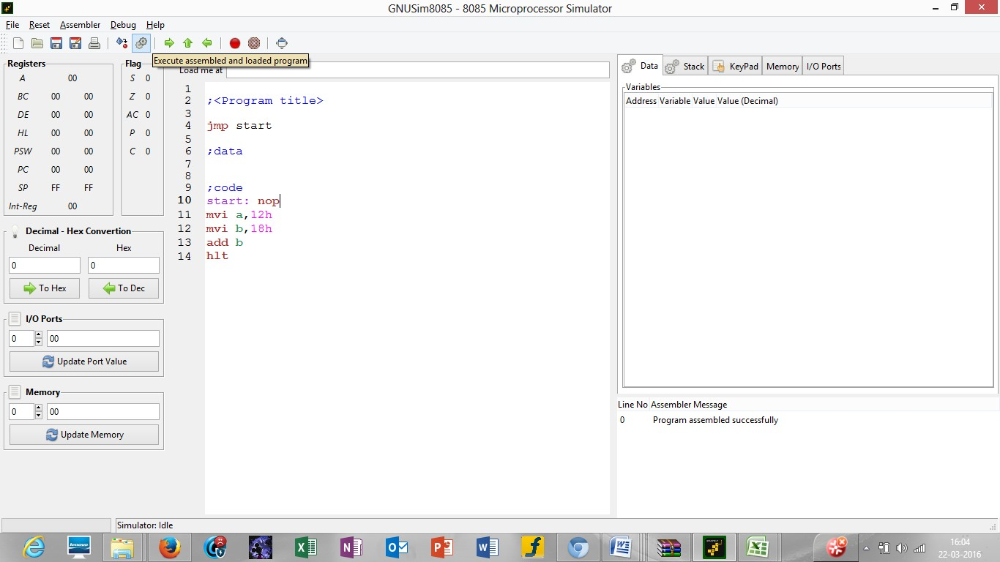 GNUSim8085 - 8085 Microprocessor Simulator
File Reset Assembler Debug Help
Execute assembled and loaded program
Registers
A 00
BC 00 00
DE 00 00
HL 00 00
PSW 00 00
PC 00 00
SP FF FF
Int-Reg 00
Flag
S 0
Z 0
AC 0
P 0
C 0
Decimal - Hex Convertion
Decimal Hex
0 0
To Hex To Dec
I/O Ports
0 00
Update Port Value
Memory
0 00
Update Memory
Load me at
1
2 ;<Program title>
3
4 jmp start
5
6 ;data
7
8
9 ;code
10 start: nop
11 mvi a,12h
12 mvi b,18h
13 add b
14 hlt
Data Stack KeyPad Memory I/O Ports
Variables
Address Variable Value Value (Decimal)
Line No Assembler Message
0 Program assembled successfully
Simulator: Idle
16:04
22-03-2016